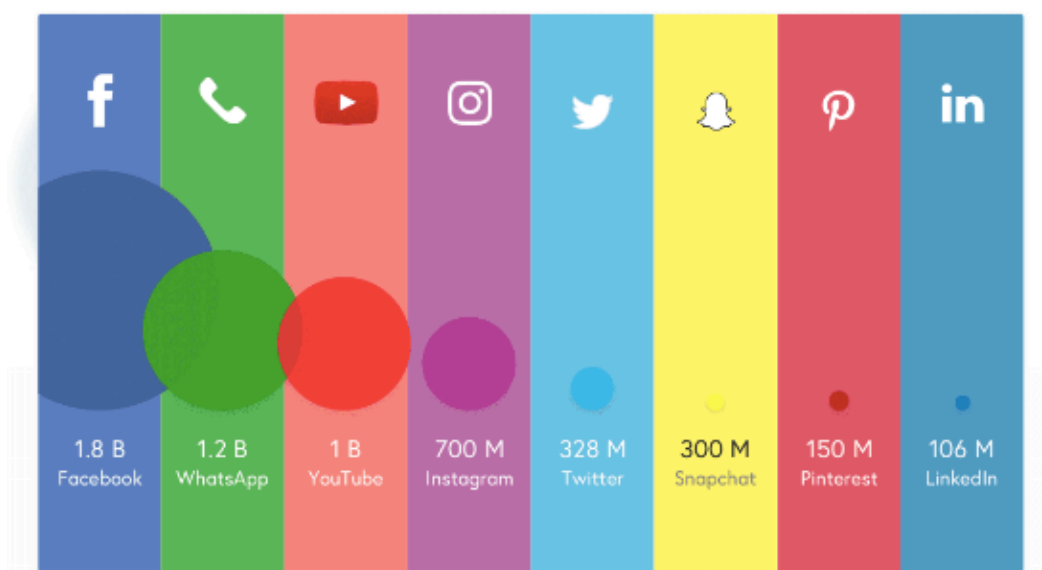 1.8 B
Facebook
1.2 B
WhatsApp
1 B
YouTube
700 M
Instagram
328 M
Twitter
300 M
Snapchat
150 M
Pinterest
106 M
LinkedIn